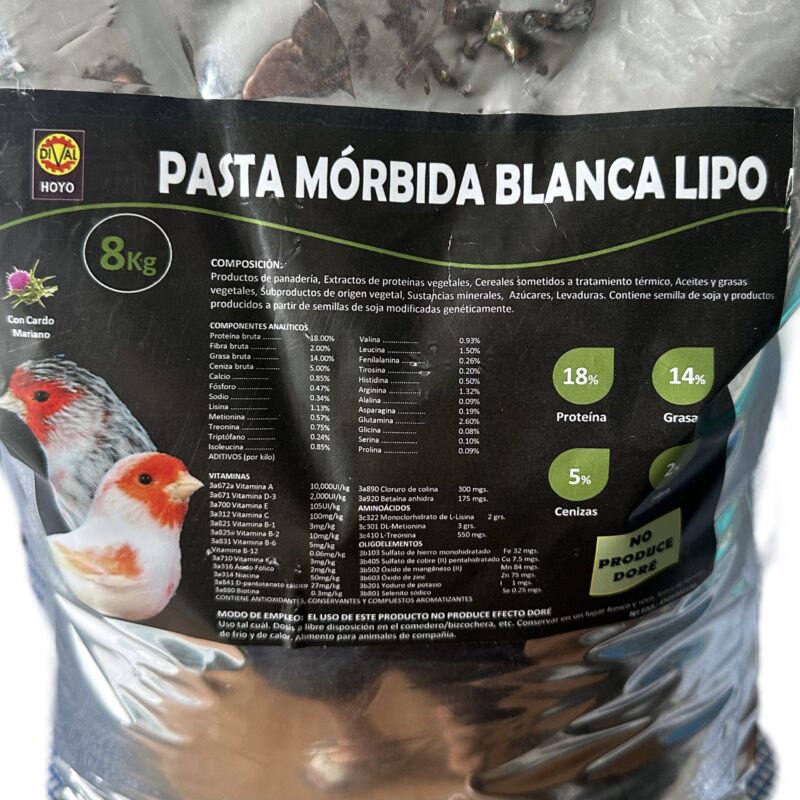 DIVAL
HOYO
PASTA MÓRBIDA BLANCA LIPO
8Kg
Con Cardo
Mariano
COMPOSICIÓN:
Productos de panadería, Extractos de proteinas vegetales, Cereales sometidos a tratamiento térmico, Aceites y grasas
vegetales, Subproductos de origen vegetal, Sustancias minerales, Azúcares, Levaduras. Contiene semilla de soja y productos
producidos a partir de semillas de soja modificadas genéticamente.
COMPONENTES ANALÍTICOS
Proteina bruta ......... 18.00%
Fibra bruta ......... 2.00%
Grasa bruta ......... 14.00%
Ceniza bruta ......... 5.00%
Calcio ......... 0.85%
Fósforo ......... 0.47%
Sodio ......... 0.34%
Lisina ......... 1.13%
Metionina ......... 0.57%
Treonina ......... 0.75%
Triptófano ......... 0.24%
Isoleucina ......... 0.85%
ADITIVOS (por kilo)
Valina ......... 0.93%
Leucina ......... 1.50%
Fenilalanina ......... 0.26%
Tirosina ......... 0.20%
Histidina ......... 0.50%
Arginina ......... 1.32%
Alalina ......... 0.09%
Asparagina ......... 0.19%
Glutamina ......... 2.60%
Glicina ......... 0.08%
Serina ......... 0.10%
Prolina ......... 0.09%
18%
Proteína
14%
Grasa
5%
Cenizas
2%
VITAMINAS
3a672a Vitamina A 10,000UI/kg
3a671 Vitamina D-3 2,000UI/kg
3a700 Vitamina E 105UI/kg
3a312 Vitamina C 100mg/kg
3a821 Vitamina B-1 3mg/kg
3a825ii Vitamina B-2 10mg/kg
3a831 Vitamina B-6 5mg/kg
Vitamina B-12 0.06mg/kg
3a710 Vitamina K-3 3mg/kg
3a316 Acido Fólico 2mg/kg
3a314 Niacina 50mg/kg
3a841 D-pantotenato cálcico 27mg/kg
3a880 Biotina 0.3mg/kg
CONTIENE ANTIOXIDANTES, CONSERVANTES Y COMPUESTOS AROMATIZANTES
3a890 Cloruro de colina 300 mgs.
3a920 Betaina anhidra 175 mgs.
AMINOÁCIDOS
3c322 Monoclorhidrato de L-Lisina 2 grs.
3c301 DL-Metionina 3 grs.
3c410 L-Treonina 550 mgs.
OLIGOELEMENTOS
3b103 Sulfato de hierro monohidratado Fe 32 mgs.
3b405 Sulfato de cobre (II) pentahidratado Cu 7.5 mgs.
3b502 Óxido de manganeso (II) Mn 84 mgs.
3b603 Óxido de zinc Zn 75 mgs.
3b201 Yoduro de potasio I 1 mgs.
3b801 Selenito sódico Se 0.25 mgs.
NO
PRODUCE
DORÉ
MODO DE EMPLEO: EL USO DE ESTE PRODUCTO NO PRODUCE EFECTO DORÉ
Uso tal cuál. Dosis a libre disposición en el comedero/bizcochera, etc. Conservar en un lugar fresco y seco,
de frío y de calor. Alimento para animales de compañía.